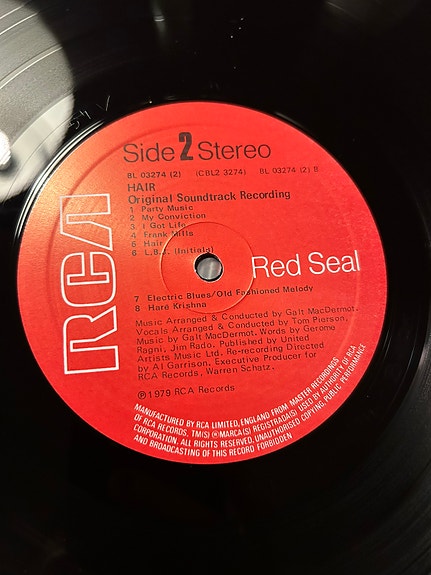 Side 2 Stereo
BL 03274 (2) (CBL2 3274) BL 03274 (2) B
HAIR
Original Soundtrack Recording
1 Party Music
2 My Conviction
3 I Got Life
4 Frank Mills
5 Hair
6 L.B.J. (Initials)
RCA
Red Seal
7 Electric Blues/Old Fashioned Melody
8 Hare Krishna
Music Arranged & Conducted by Galt MacDermot.
Vocals Arranged & Conducted by Tom Pierson,
Music by Galt MacDermot. Words by Gerome
Ragni, Jim Rado. Published by United
Artists Music Ltd. Re-recording Directed
by Al Garrison, Executive Producer for
RCA Records, Warren Schatz.
℗ 1979 RCA Records
MANUFACTURED BY RCA LIMITED, ENGLAND FROM MASTER RECORDINGS
OF RCA RECORDS, TM(S) ® MARCA(S) REGISTRADA(S) USED BY AUTHORITY OF RCA
CORPORATION. ALL RIGHTS RESERVED. UNAUTHORISED COPYING, PUBLIC PERFORMANCE
AND BROADCASTING OF THIS RECORD FORBIDDEN